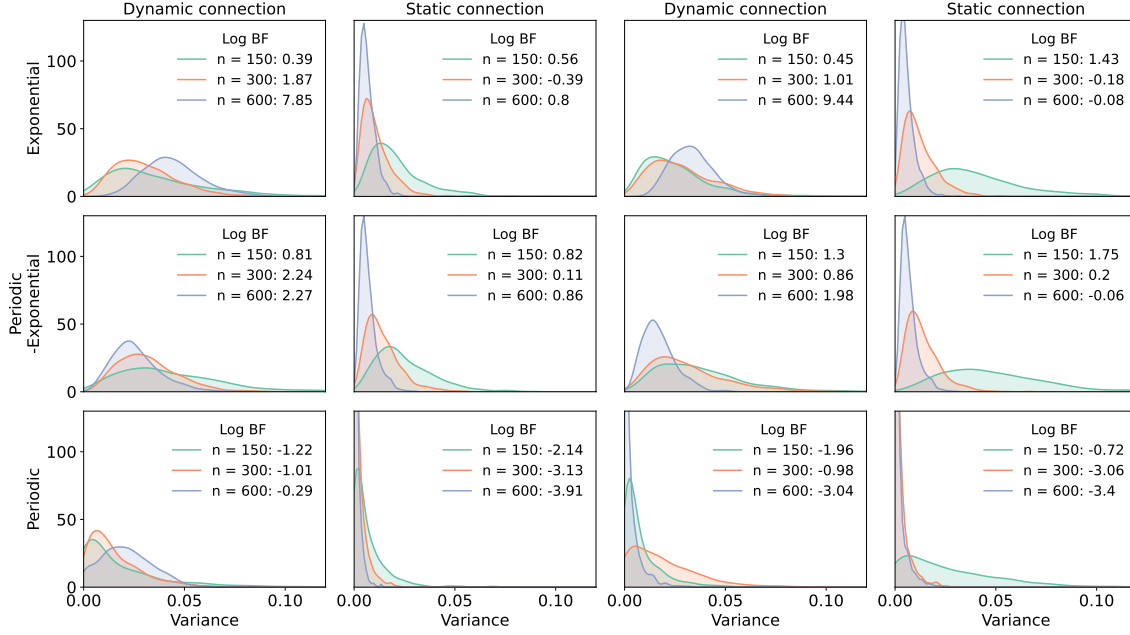 Dynamic connection
Static connection
Dynamic connection
Static connection
Exponential
100
50
0
Log BF
n = 150: 0.39
n = 300: 1.87
n = 600: 7.85
Log BF
n = 150: 0.56
n = 300: -0.39
n = 600: 0.8
Log BF
n = 150: 0.45
n = 300: 1.01
n = 600: 9.44
Log BF
n = 150: 1.43
n = 300: -0.18
n = 600: -0.08
Periodic
-Exponential
100
50
0
Log BF
n = 150: 0.81
n = 300: 2.24
n = 600: 2.27
Log BF
n = 150: 0.82
n = 300: 0.11
n = 600: 0.86
Log BF
n = 150: 1.3
n = 300: 0.86
n = 600: 1.98
Log BF
n = 150: 1.75
n = 300: 0.2
n = 600: -0.06
Periodic
100
50
0
Log BF
n = 150: -1.22
n = 300: -1.01
n = 600: -0.29
Log BF
n = 150: -2.14
n = 300: -3.13
n = 600: -3.91
Log BF
n = 150: -1.96
n = 300: -0.98
n = 600: -3.04
Log BF
n = 150: -0.72
n = 300: -3.06
n = 600: -3.4
0.00 0.05 0.10
0.00 0.05 0.10
0.00 0.05 0.10
0.00 0.05 0.10
Variance
Variance
Variance
Variance